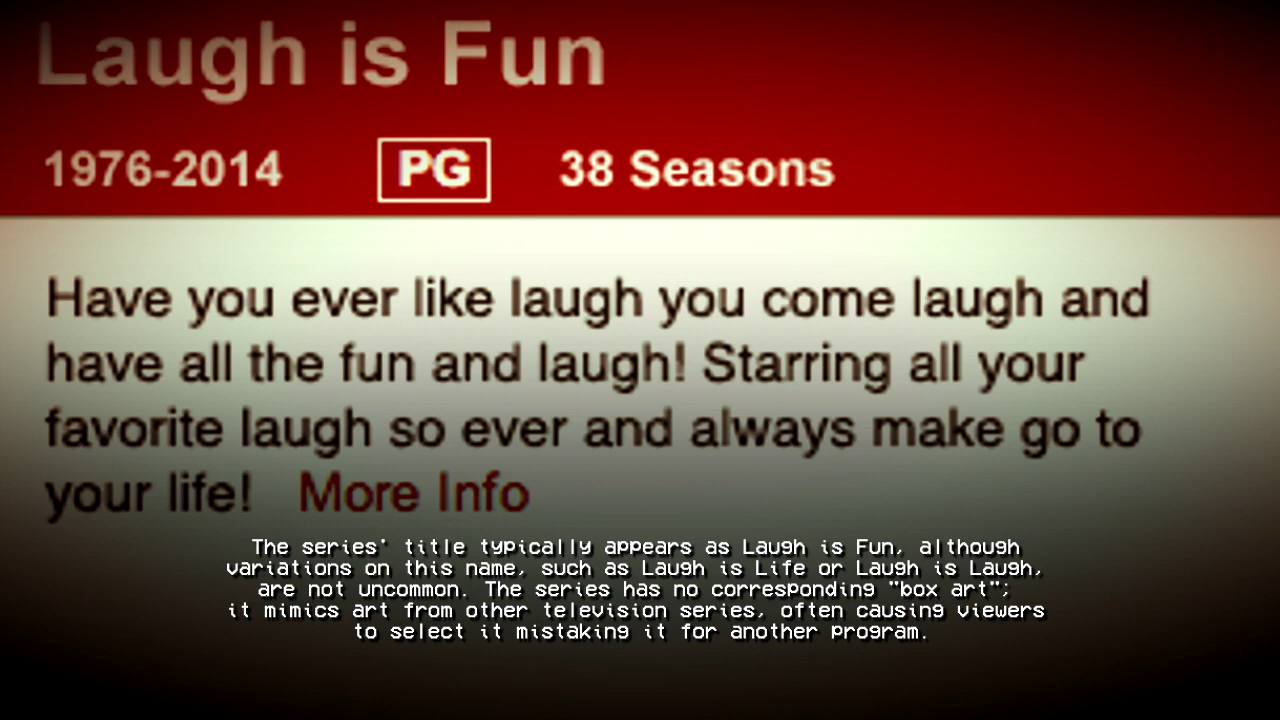 Laugh is Fun
1976-2014 PG 38 Seasons
Have you ever like laugh you come laugh and
have all the fun and laugh! Starring all your
favorite laugh so ever and always make go to
your life! More Info
The series' title typically appears as Laugh is Fun, although
variations on this name, such as Laugh is Life or Laugh is Laugh,
are not uncommon. The series has no corresponding "box art";
it mimics art from other television series, often causing viewers
to select it mistaking it for another program.